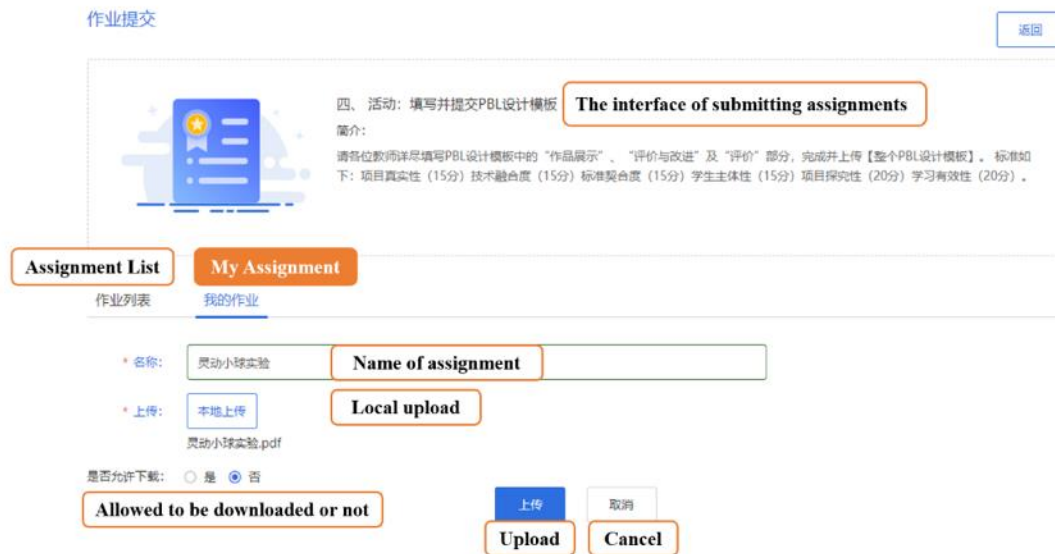 作业提交
返回
四、 活动：填写并提交PBL设计模板
The interface of submitting assignments
简介：
请各位教师详尽填写PBL设计模板中的“作品展示”、“评价与改进”及“评价”部分，完成并上传【整个PBL设计模板】。标准如
下：项目真实性（15分）技术融合度（15分）标准契合度（15分）学生主体性（15分）项目探究性（20分）学习有效性（20分）。
Assignment List
My Assignment
作业列表
我的作业
* 名称：
灵动小球实验
Name of assignment
* 上传：
本地上传
Local upload
灵动小球实验.pdf
是否允许下载： 是 否
Allowed to be downloaded or not
上传
取消
Upload
Cancel